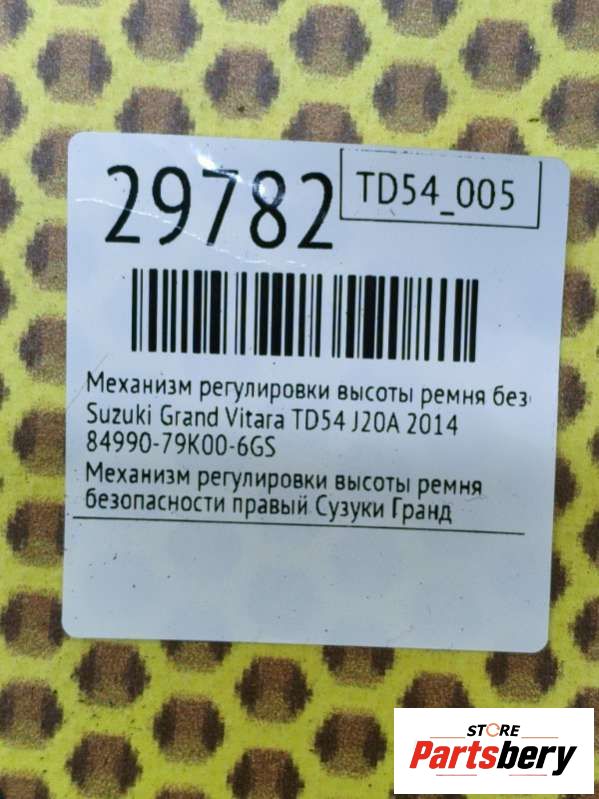 29782
TD54_005
Механизм регулировки высоты ремня без
Suzuki Grand Vitara TD54 J20A 2014
84990-79K00-6GS
Механизм регулировки высоты ремня
безопасности правый Сузуки Гранд
STORE
Partsbery